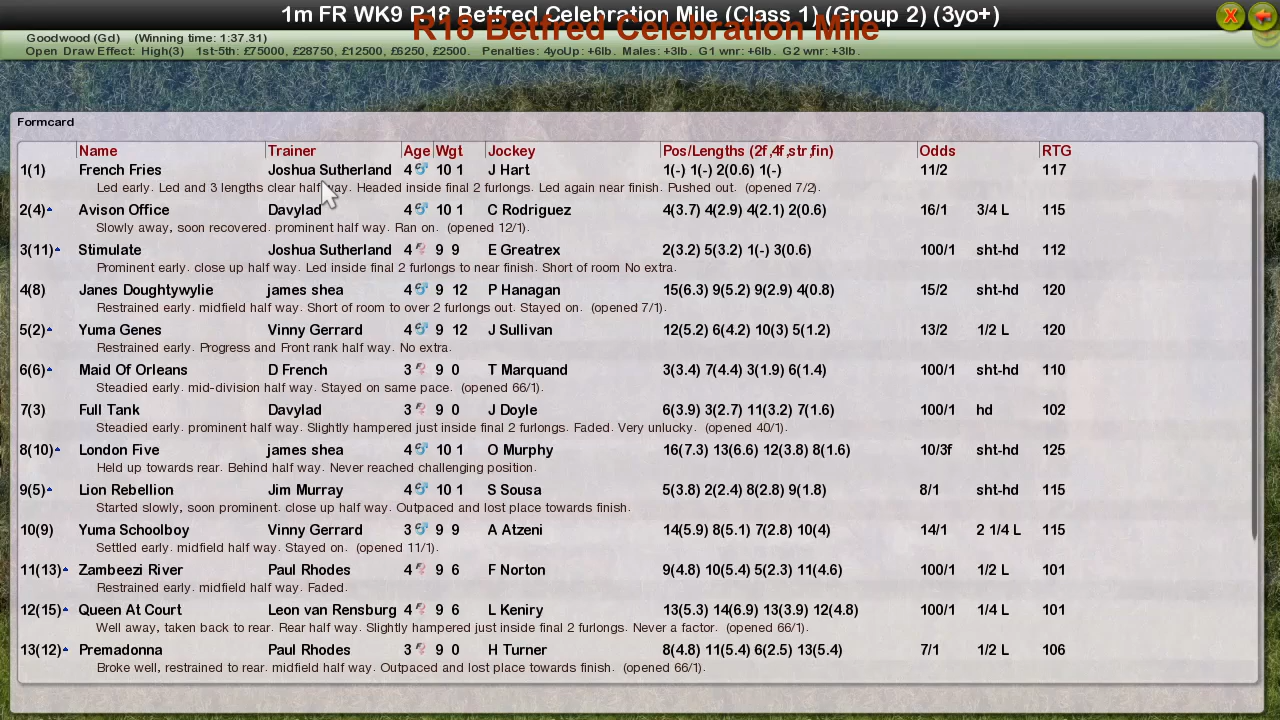 1m FR WK9 R18 Betfred Celebration Mile (Class 1) (Group 2) (3yo+)
R18 Betfred Celebration Mile
Goodwood (Gd) (Winning time: 1:37.31)
Open Draw Effect: High(3) 1st-5th: £75000, £28750, £12500, £6250, £2500. Penalties: 4yoUp: +6lb. Males: +3lb. G1 wnr: +6lb. G2 wnr: +3lb.
Formcard
Name Trainer Age Wgt Jockey Pos/Lengths (2f,4f,str,fin) Odds RTG
1(1) French Fries Joshua Sutherland 4 10 1 J Hart 1(-) 1(-) 2(0.6) 1(-) 11/2 117
Led early. Led and 3 lengths clear half way. Headed inside final 2 furlongs. Led again near finish. Pushed out. (opened 7/2).
2(4) Avison Office Davylad 4 10 1 C Rodriguez 4(3.7) 4(2.9) 4(2.1) 2(0.6) 16/1 3/4 L 115
Slowly away, soon recovered. prominent half way. Ran on. (opened 12/1).
3(11) Stimulate Joshua Sutherland 4 9 9 E Greatrex 2(3.2) 5(3.2) 1(-) 3(0.6) 100/1 sht-hd 112
Prominent early. close up half way. Led inside final 2 furlongs to near finish. Short of room No extra.
4(8) Janes Doughtywylie james shea 4 9 12 P Hanagan 15(6.3) 9(5.2) 9(2.9) 4(0.8) 15/2 sht-hd 120
Restrained early. midfield half way. Short of room to over 2 furlongs out. Stayed on. (opened 7/1).
5(2) Yuma Genes Vinny Gerrard 4 9 12 J Sullivan 12(5.2) 6(4.2) 10(3) 5(1.2) 13/2 1/2 L 120
Restrained early. Progress and Front rank half way. No extra.
6(6) Maid Of Orleans D French 3 9 0 T Marquand 3(3.4) 7(4.4) 3(1.9) 6(1.4) 100/1 sht-hd 110
Steadied early. mid-division half way. Stayed on same pace. (opened 66/1).
7(3) Full Tank Davylad 3 9 0 J Doyle 6(3.9) 3(2.7) 11(3.2) 7(1.6) 100/1 hd 102
Steadied early. prominent half way. Slightly hampered just inside final 2 furlongs. Faded. Very unlucky. (opened 40/1).
8(10) London Five james shea 4 10 1 O Murphy 16(7.3) 13(6.6) 12(3.8) 8(1.6) 10/3f sht-hd 125
Held up towards rear. Behind half way. Never reached challenging position.
9(5) Lion Rebellion Jim Murray 4 10 1 S Sousa 5(3.8) 2(2.4) 8(2.8) 9(1.8) 8/1 sht-hd 115
Started slowly, soon prominent. close up half way. Outpaced and lost place towards finish.
10(9) Yuma Schoolboy Vinny Gerrard 3 9 9 A Atzeni 14(5.9) 8(5.1) 7(2.8) 10(4) 14/1 2 1/4 L 115
Settled early. midfield half way. Stayed on. (opened 11/1).
11(13) Zambeezi River Paul Rhodes 4 9 6 F Norton 9(4.8) 10(5.4) 5(2.3) 11(4.6) 100/1 1/2 L 101
Restrained early. midfield half way. Faded.
12(15) Queen At Court Leon van Rensburg 4 9 6 L Keniry 13(5.3) 14(6.9) 13(3.9) 12(4.8) 100/1 1/4 L 101
Well away, taken back to rear. Rear half way. Slightly hampered just inside final 2 furlongs. Never a factor. (opened 66/1).
13(12) Premadonna Paul Rhodes 3 9 0 H Turner 8(4.8) 11(5.4) 6(2.5) 13(5.4) 7/1 1/2 L 106
Broke well, restrained to rear. midfield half way. Outpaced and lost place towards finish. (opened 66/1).